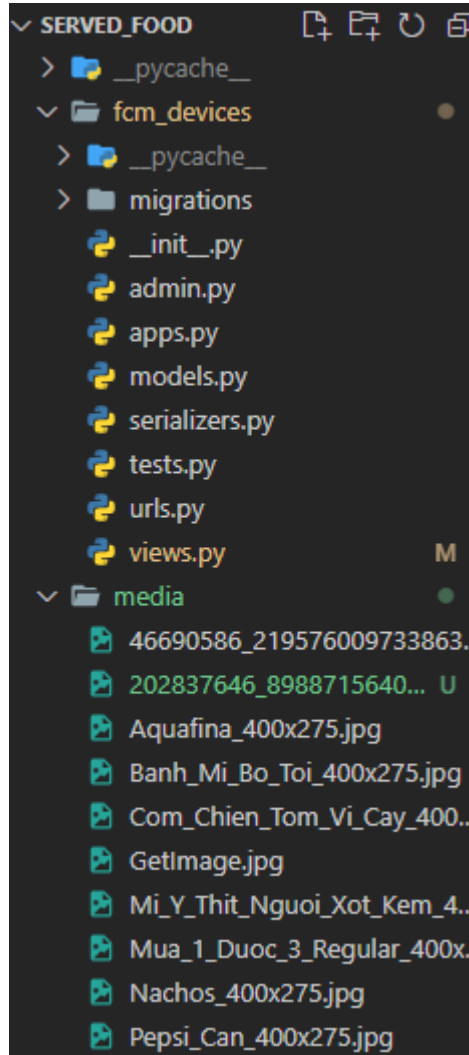 SERVED_FOOD
__pycache__
fcm_devices
__pycache__
migrations
__init__.py
admin.py
apps.py
models.py
serializers.py
tests.py
urls.py
views.py M
media
46690586_219576009733863.
202837646_8988715640... U
Aquafina_400x275.jpg
Banh_Mi_Bo_Toi_400x275.jpg
Com_Chien_Tom_Vi_Cay_400..
GetImage.jpg
Mi_Y_Thit_Nguoi_Xot_Kem_4..
Mua_1_Duoc_3_Regular_400x.
Nachos_400x275.jpg
Pepsi_Can_400x275.jpg